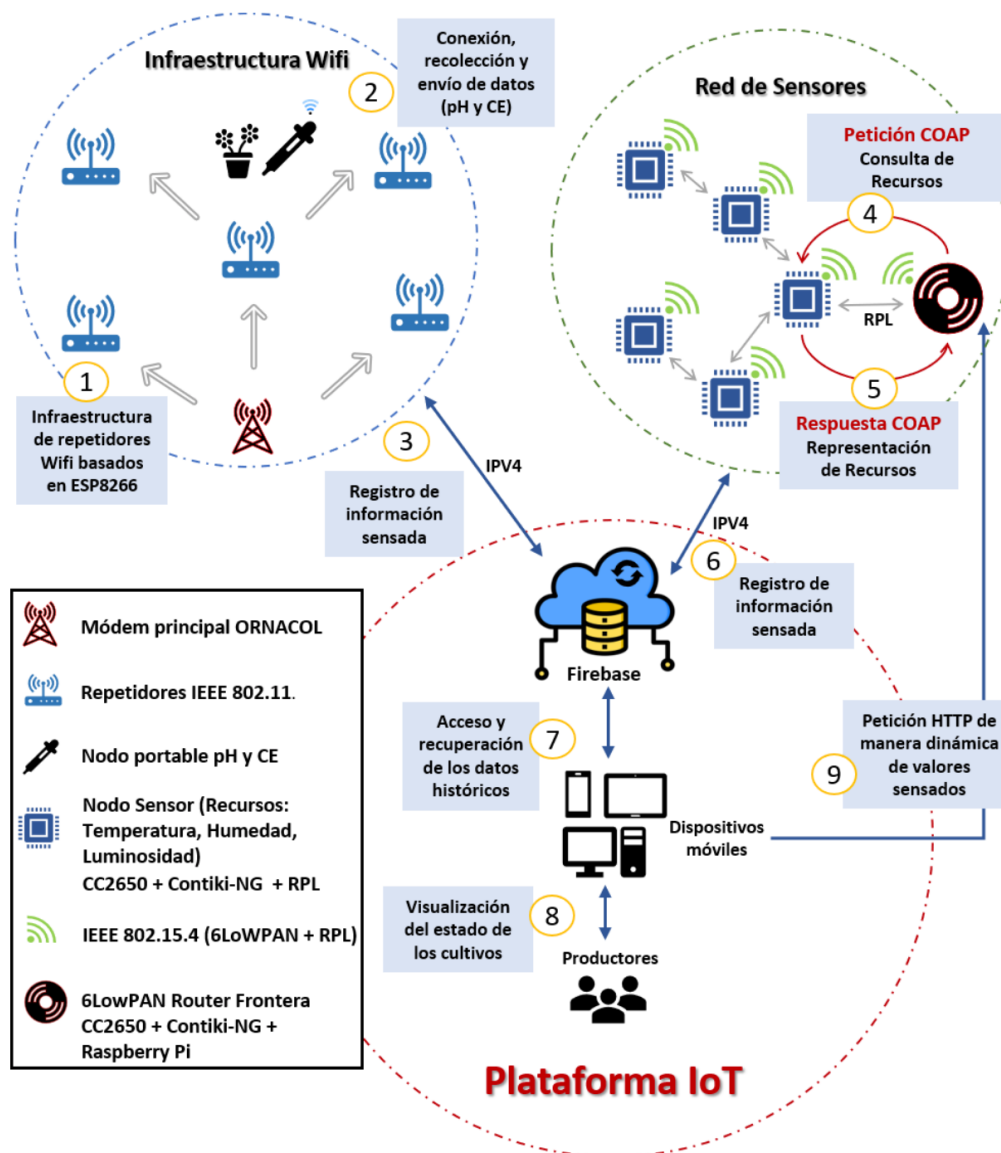 Infraestructura Wifi
2
Conexión,
recolección y
envío de datos
(pH y CE)
1
Infraestructura
de repetidores
Wifi basados
en ESP8266
Red de Sensores
Petición COAP
Consulta de
Recursos
4
RPL
5
Respuesta COAP
Representación
de Recursos
3
IPV4
Registro de
información
sensada
IPV4
6
Registro de
información
sensada
Firebase
Acceso y
recuperación
de los datos
históricos
7
Dispositivos
móviles
Petición HTTP de
manera dinámica
de valores
sensados
9
Visualización
del estado de
los cultivos
8
Productores
Plataforma IoT
Módem principal ORNACOL
Repetidores IEEE 802.11.
Nodo portable pH y CE
Nodo Sensor (Recursos:
Temperatura, Humedad,
Luminosidad)
CC2650 + Contiki-NG + RPL
IEEE 802.15.4 (6LoWPAN + RPL)
6LowPAN Router Frontera
CC2650 + Contiki-NG +
Raspberry Pi